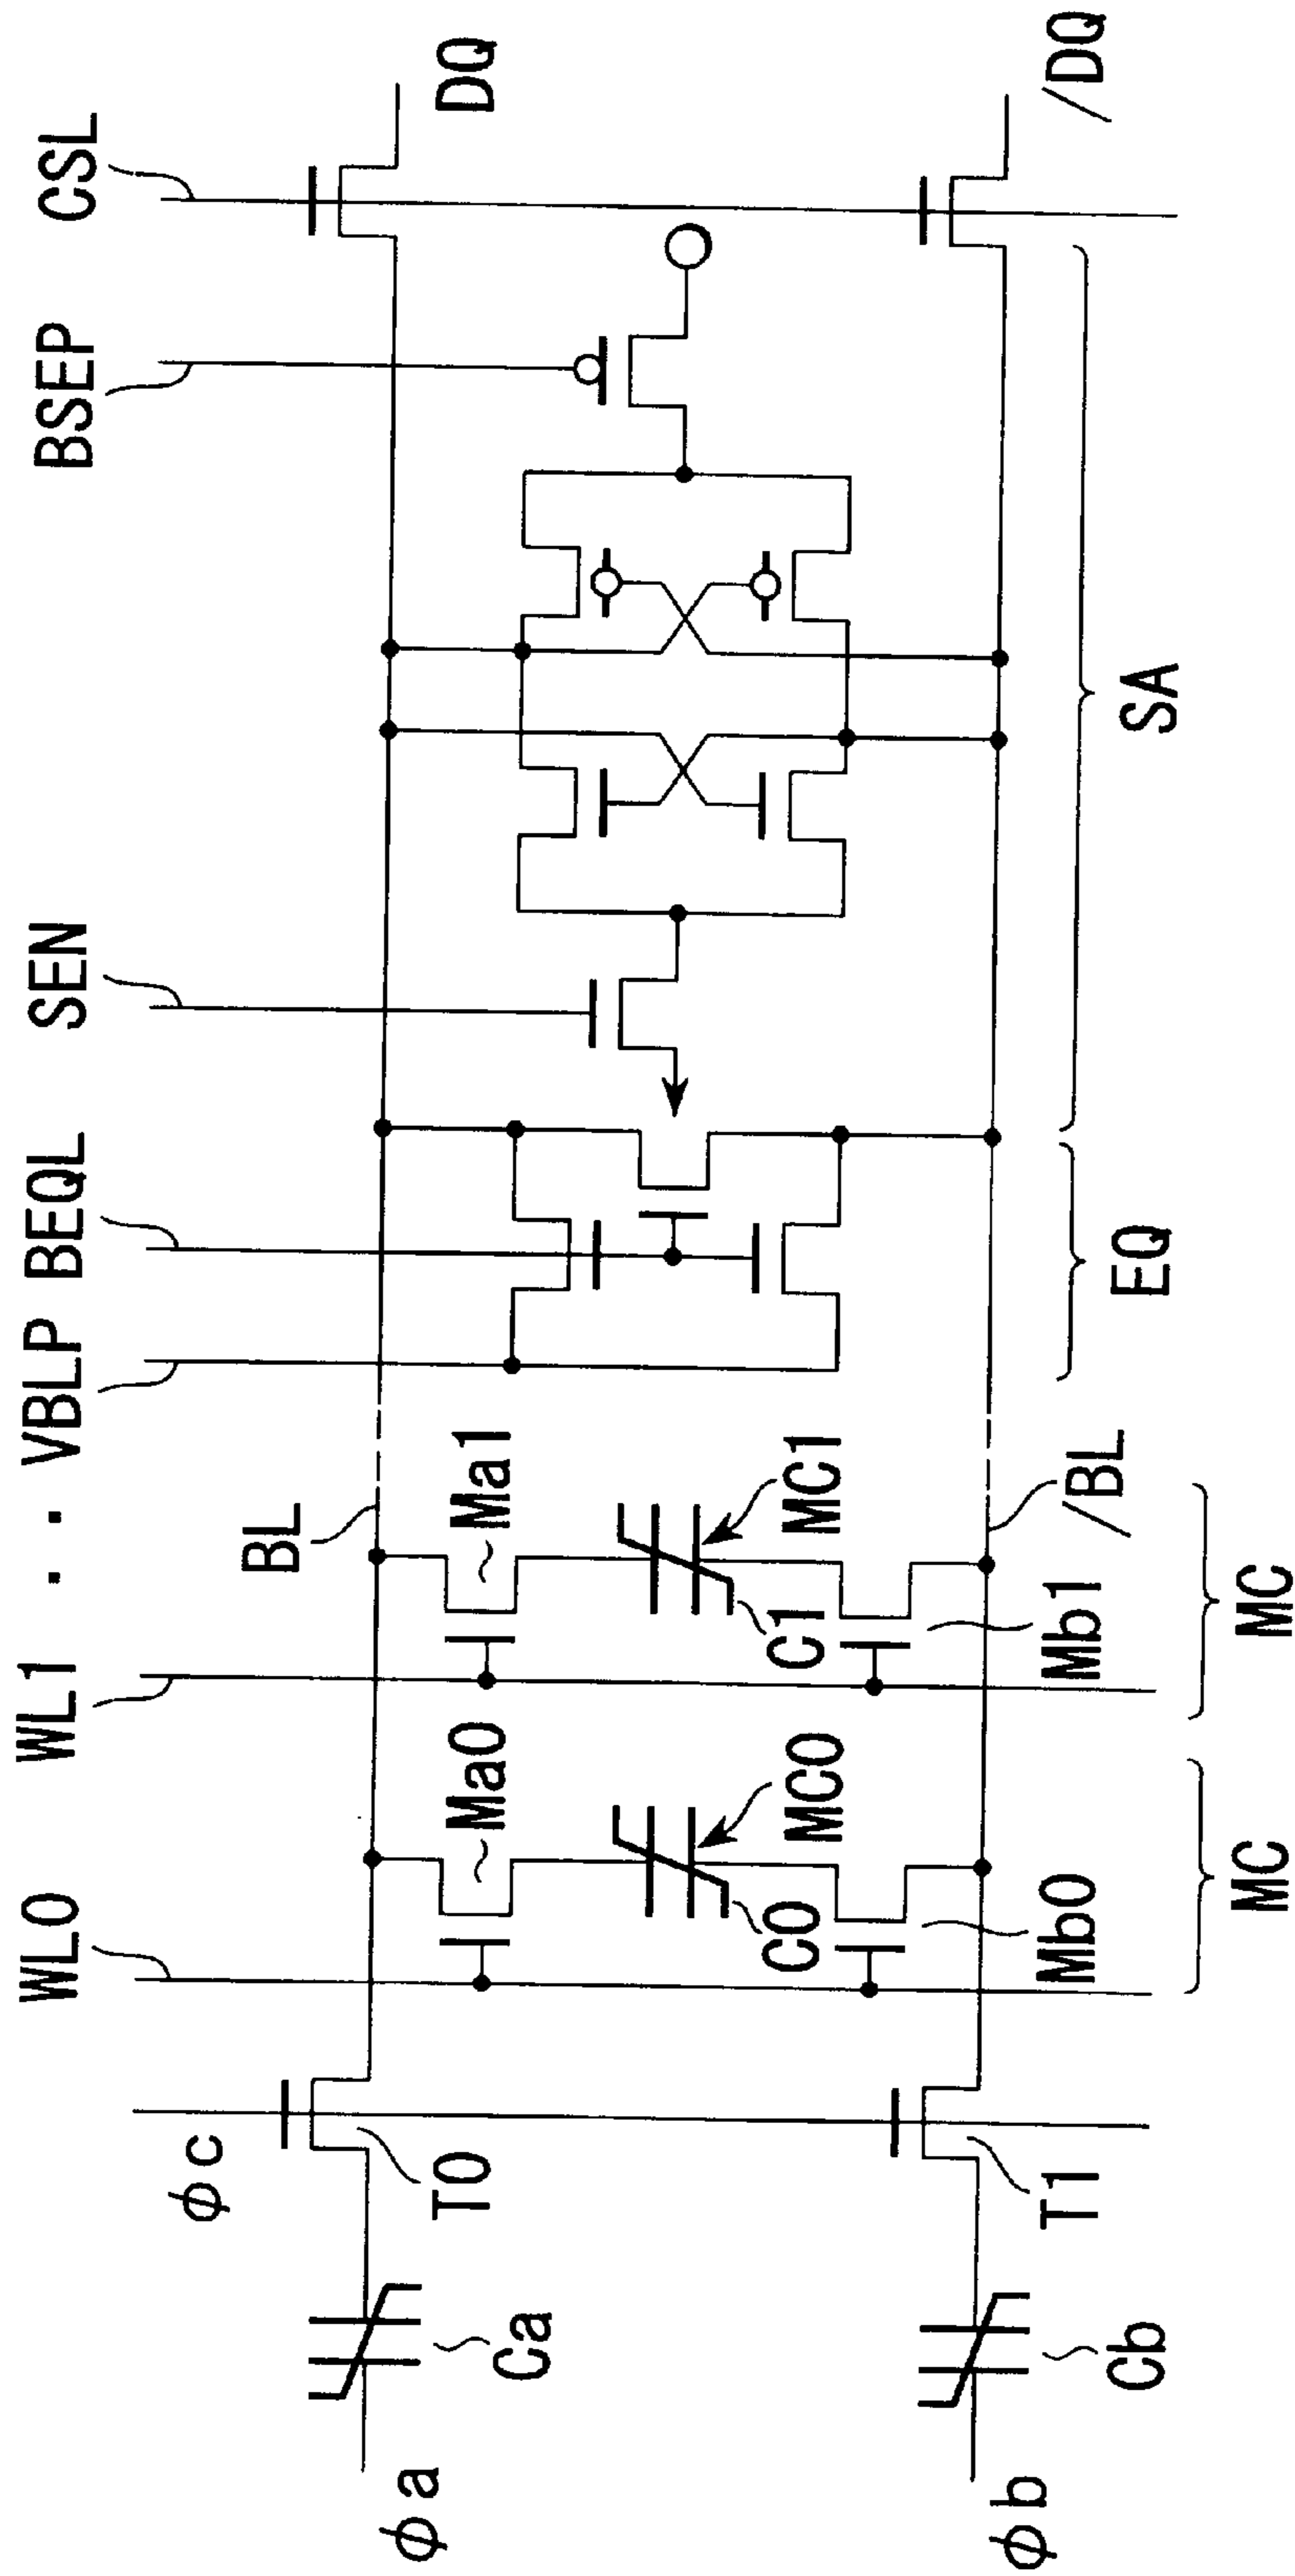 WL0
WL1
. .
VBLP
BEQL
SEN
BSEP
CSL
φc
BL
DQ
Ma0
Ma1
φa
Ca
T0
C0
MC0
C1
MC1
Mb0
Mb1
/BL
/DQ
φb
Cb
T1
MC
MC
EQ
SA